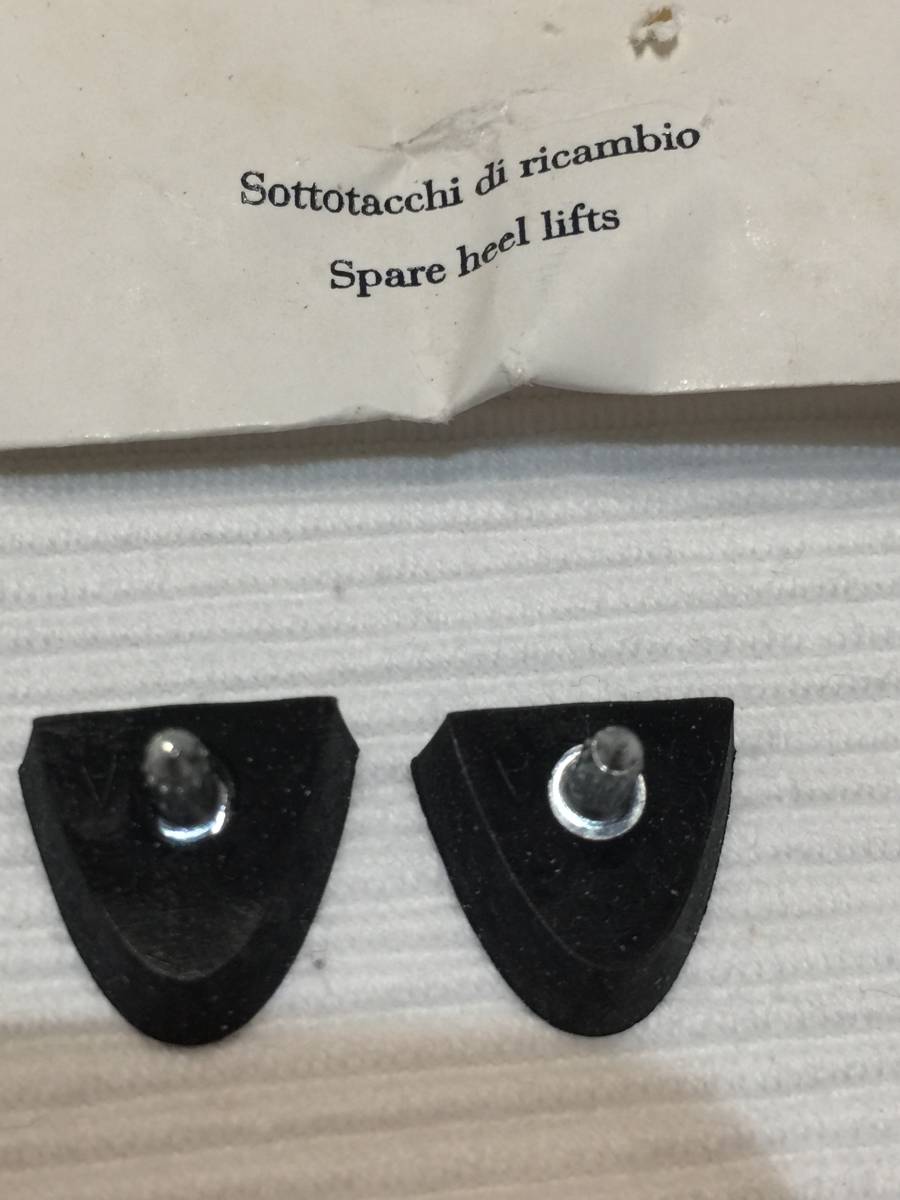 Sottotacchi di ricambio
Spare heel lifts